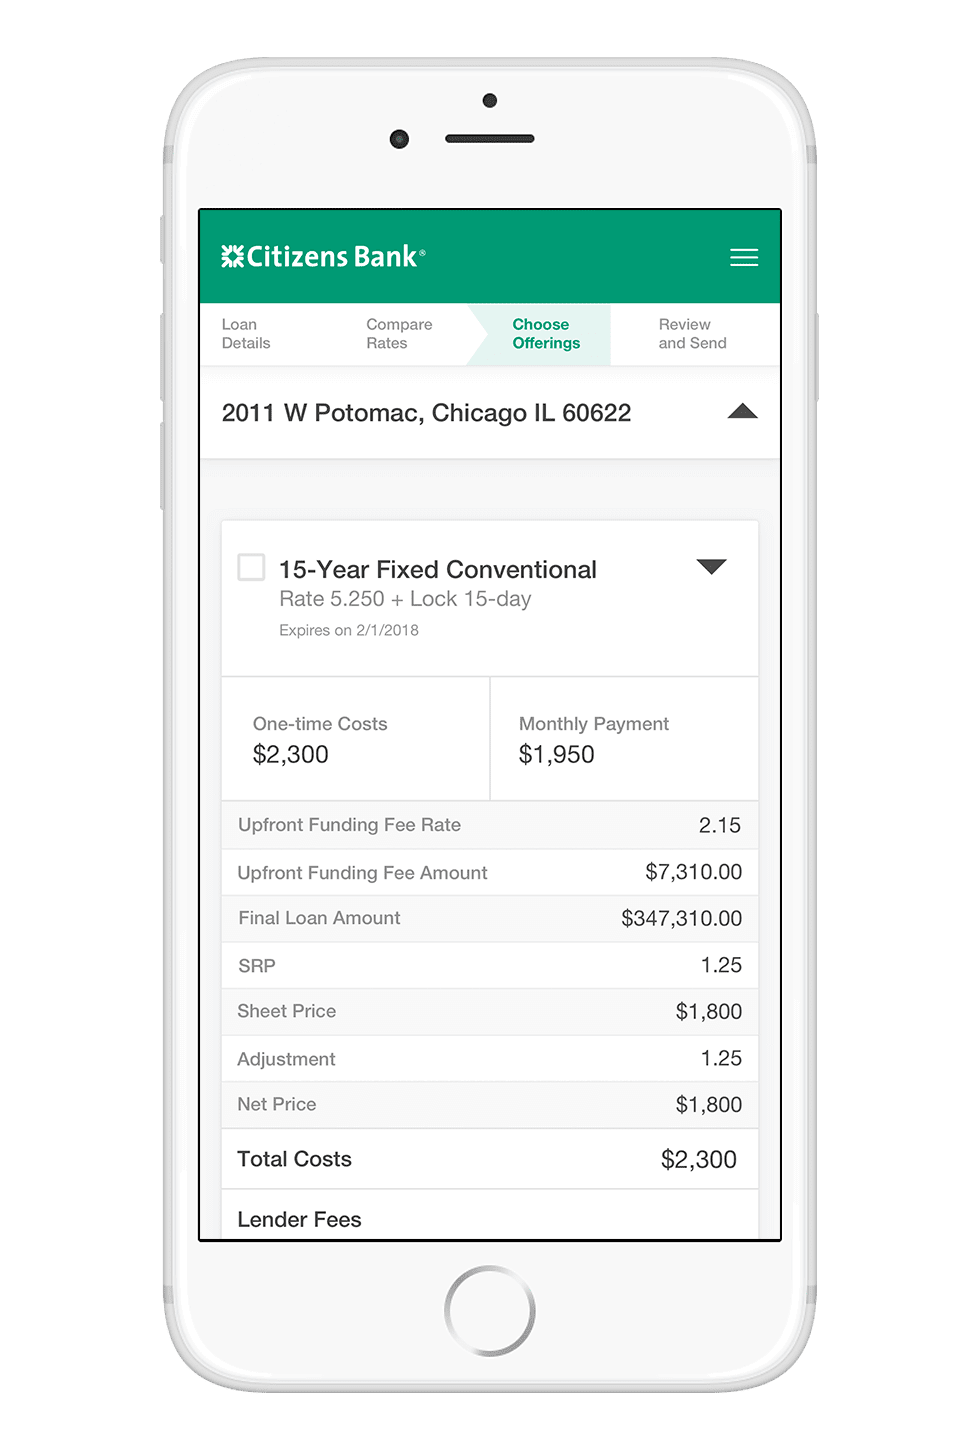 Citizens Bank®
Loan Details
Compare Rates
Choose Offerings
Review and Send
2011 W Potomac, Chicago IL 60622
15-Year Fixed Conventional
Rate 5.250 + Lock 15-day
Expires on 2/1/2018
One-time Costs
$2,300
Monthly Payment
$1,950
Upfront Funding Fee Rate 2.15
Upfront Funding Fee Amount $7,310.00
Final Loan Amount $347,310.00
SRP 1.25
Sheet Price $1,800
Adjustment 1.25
Net Price $1,800
Total Costs $2,300
Lender Fees